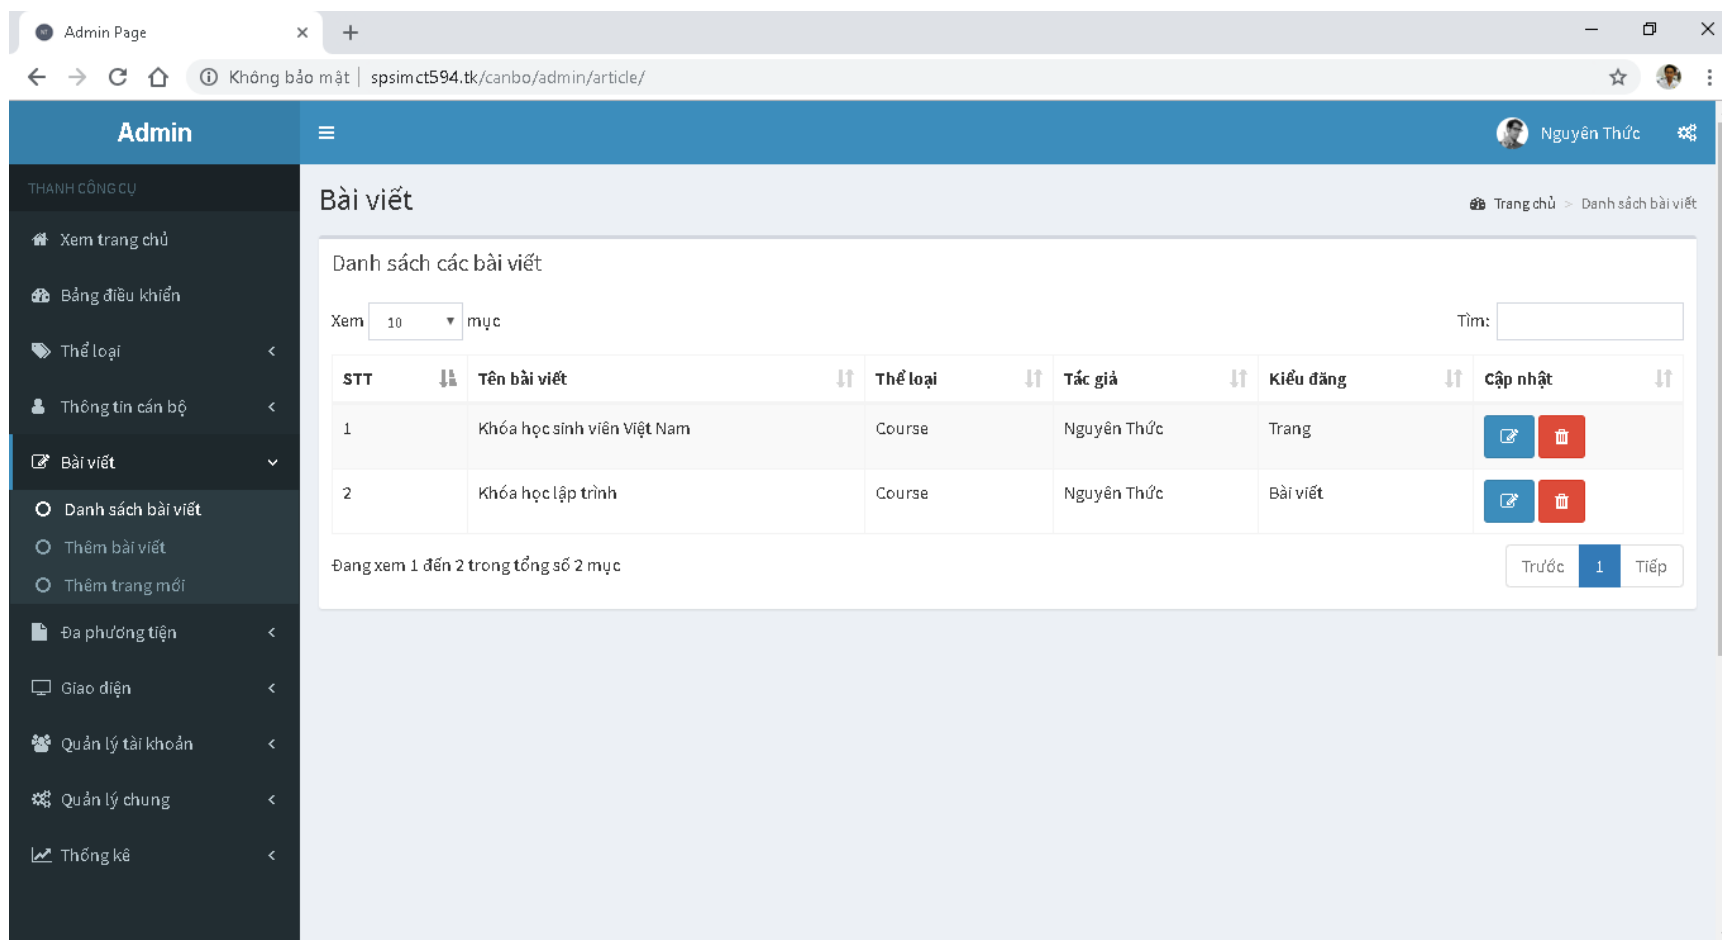 Admin Page
Không bảo mật | spsimct594.tk/canbo/admin/article/
Admin
Nguyên Thức
THANH CÔNG CỤ
Xem trang chủ
Bảng điều khiển
Thể loại
Thông tin cán bộ
Bài viết
Danh sách bài viết
Thêm bài viết
Thêm trang mới
Đa phương tiện
Giao diện
Quản lý tài khoản
Quản lý chung
Thống kê
Bài viết
Trang chủ > Danh sách bài viết
Danh sách các bài viết
Xem 10 mục
Tìm:
STT Tên bài viết Thể loại Tác giả Kiểu đăng Cập nhật
1 Khóa học sinh viên Việt Nam Course Nguyên Thức Trang
2 Khóa học lập trình Course Nguyên Thức Bài viết
Đang xem 1 đến 2 trong tổng số 2 mục
Trước 1 Tiếp